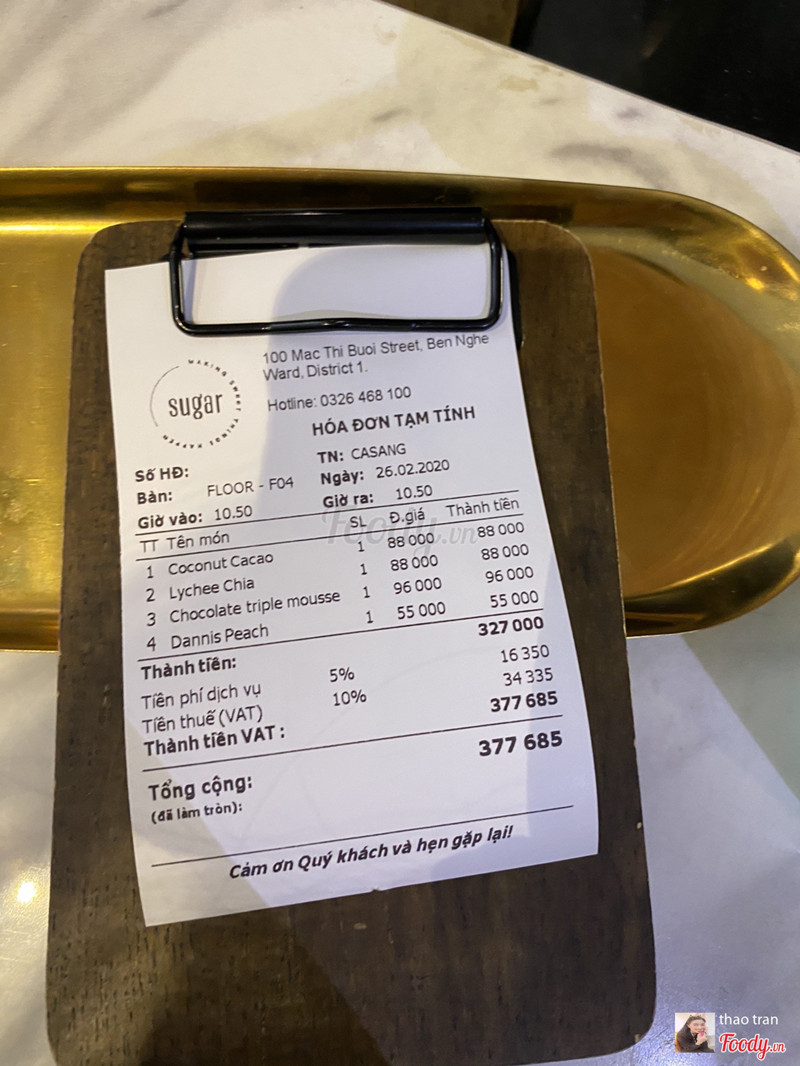 100 Mac Thi Buoi Street, Ben Nghe
Ward, District 1.
MAKING SWEET THINGS HAPPEN
sugar
Hotline: 0326 468 100
HÓA ĐƠN TẠM TÍNH
Số HĐ: TN: CASANG
Bàn: FLOOR - F04 Ngày: 26.02.2020
Giờ vào: 10.50 Giờ ra: 10.50
TT Tên món SL Đ.giá Thành tiền
1 Coconut Cacao 1 88 000 88 000
2 Lychee Chia 1 88 000 88 000
3 Chocolate triple mousse 1 96 000 96 000
4 Dannis Peach 1 55 000 55 000
Thành tiền: 327 000
Tiền phí dịch vụ 5% 16 350
Tiền thuế (VAT) 10% 34 335
Thành tiền VAT : 377 685
Tổng cộng: 377 685
(đã làm tròn):
Cảm ơn Quý khách và hẹn gặp lại!
Foody.vn
thao tran
Foody.vn